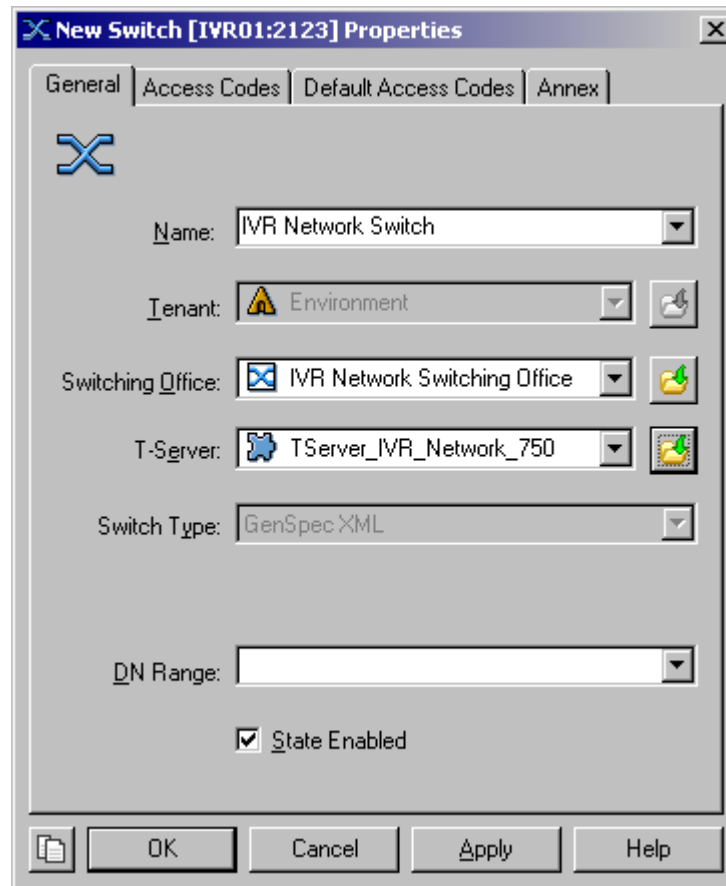 New Switch [IVR01:2123] Properties
General Access Codes Default Access Codes Annex
Name: IVR Network Switch
Tenant: Environment
Switching Office: IVR Network Switching Office
T-Server: TServer_IVR_Network_750
Switch Type: GenSpec XML
DN Range:
State Enabled
OK Cancel Apply Help